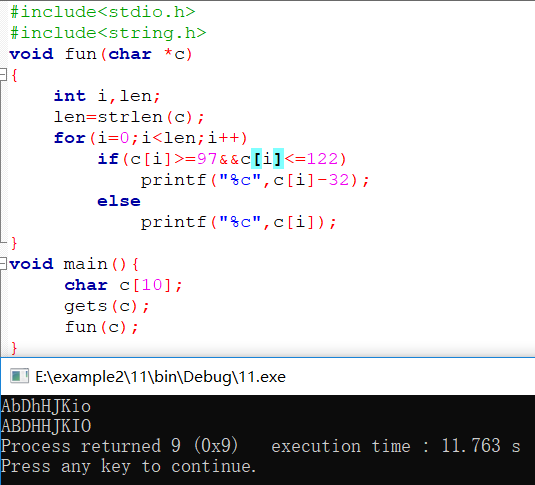 #include<stdio.h>
#include<string.h>
void fun(char *c)
{
    int i,len;
    len=strlen(c);
    for(i=0;i<len;i++)
        if(c[i]>=97&&c[i]<=122)
            printf("%c",c[i]-32);
        else
            printf("%c",c[i]);
}
void main(){
     char c[10];
     gets(c);
     fun(c);
}
E:\example2\11\bin\Debug\11.exe
AbDhHJKio
ABDHHJKIO
Process returned 9 (0x9)   execution time : 11.763 s
Press any key to continue.